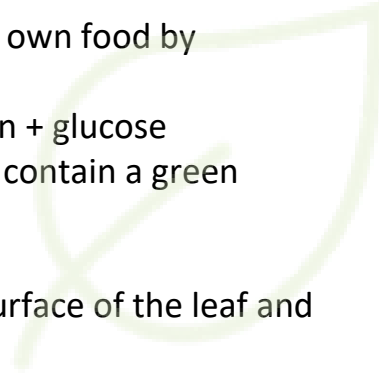 own food by
n + glucose
contain a green
urface of the leaf and